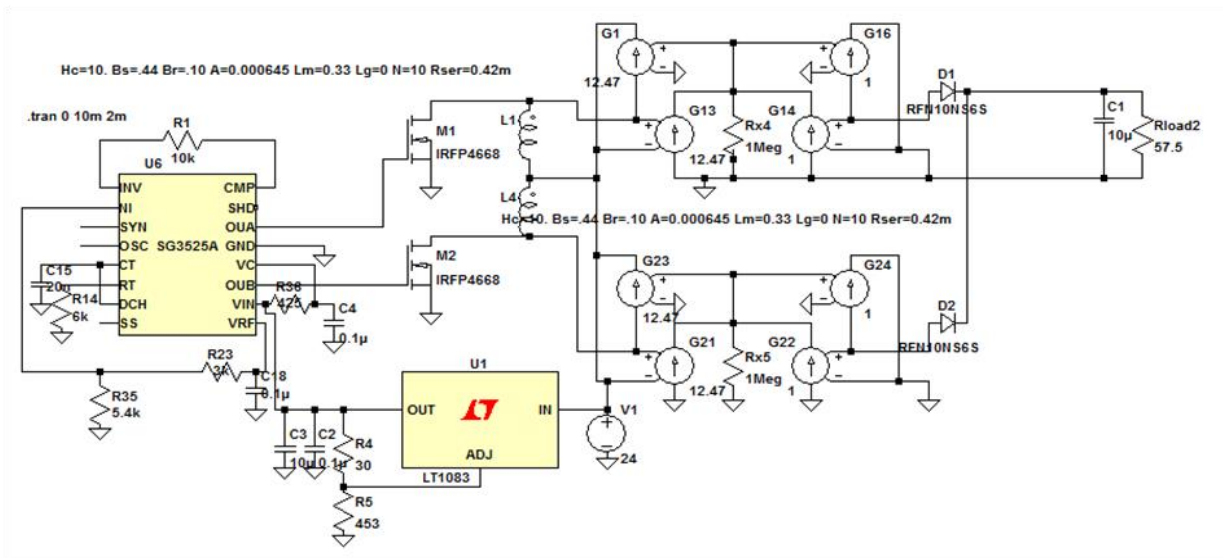 G1
G16
Hc=10. Bs=.44 Br=.10 A=0.000645 Lm=0.33 Lg=0 N=10 Rser=0.42m
12.47
1
D1
RFN10NS6S
.tran 0 10m 2m
R1
10k
M1
IRFP4668
L1
G13
Rx4
1Meg
G14
12.47
1
C1
10µ
Rload2
57.5
U6
INV
CMP
NI
SHD
SYN
OUA
OSC
SG3525A
GND
CT
VC
RT
OUB
DCH
VIN
SS
VRF
L4
Hc=10. Bs=.44 Br=.10 A=0.000645 Lm=0.33 Lg=0 N=10 Rser=0.42m
C15
20n
R14
6k
R36
425
C4
0.1µ
M2
IRFP4668
G23
G24
12.47
1
D2
RFN10NS6S
G21
Rx5
1Meg
G22
12.47
1
R23
3k
C18
0.1µ
R35
5.4k
U1
OUT
IN
ADJ
LT1083
V1
24
C3
10µ
C2
0.1µ
R4
30
R5
453